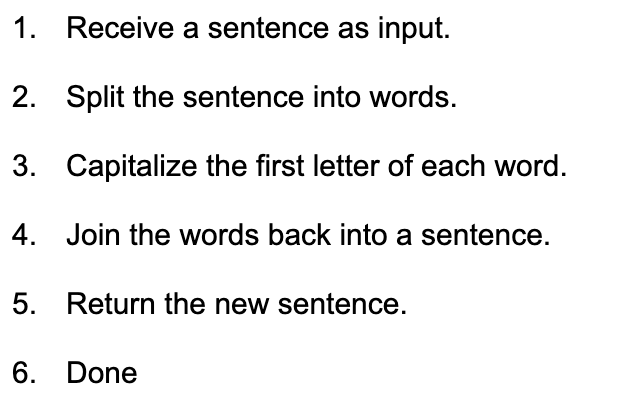 1. Receive a sentence as input.
2. Split the sentence into words.
3. Capitalize the first letter of each word.
4. Join the words back into a sentence.
5. Return the new sentence.
6. Done